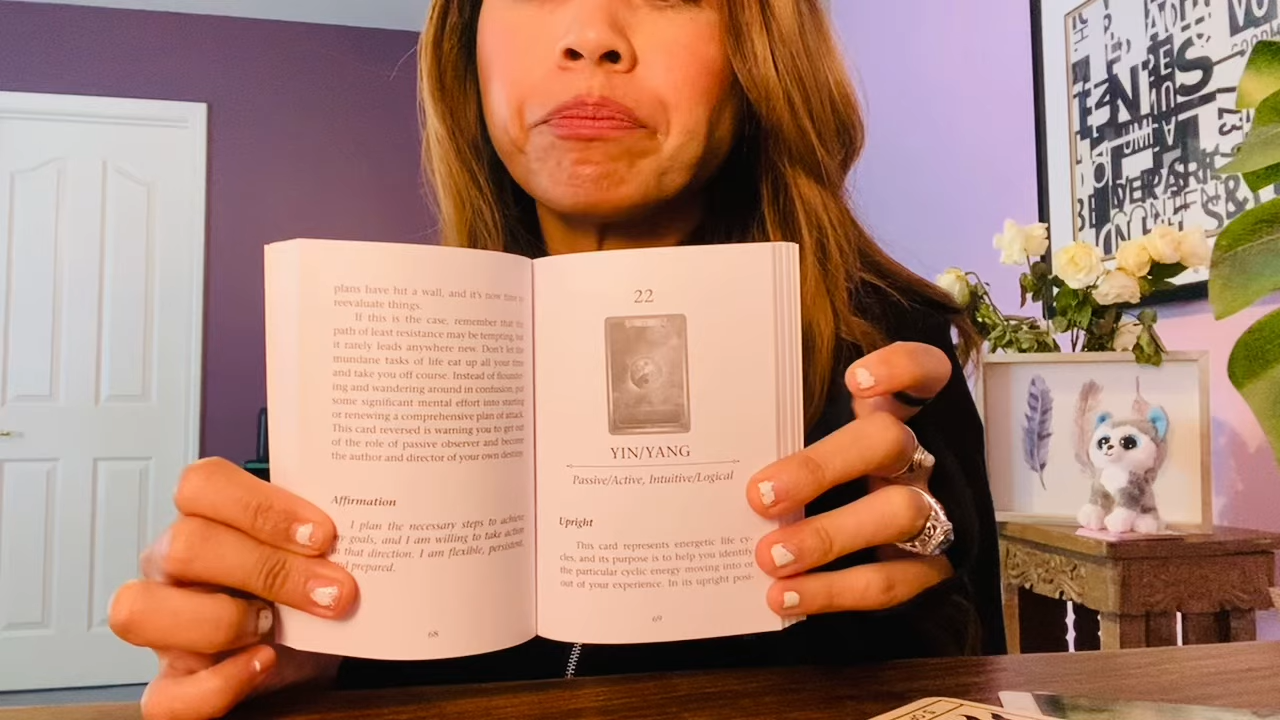 plans have hit a wall, and it's now time to
reevaluate things.
If this is the case, remember that the
path of least resistance may be tempting, but
it rarely leads anywhere new. Don't let the
mundane tasks of life eat up all your time
and take you off course. Instead of flounder-
ing and wandering around in confusion, put
some significant mental effort into starting
or renewing a comprehensive plan of attack.
This card reversed is warning you to get out
of the role of passive observer and become
the author and director of your own destiny.
Affirmation
I plan the necessary steps to achieve
my goals, and I am willing to take action
in that direction. I am flexible, persistent,
and prepared.
68
22
YIN/YANG
Passive/Active, Intuitive/Logical
Upright
This card represents energetic life cy-
cles, and its purpose is to help you identify
the particular cyclic energy moving into or
out of your experience. In its upright posi-
69